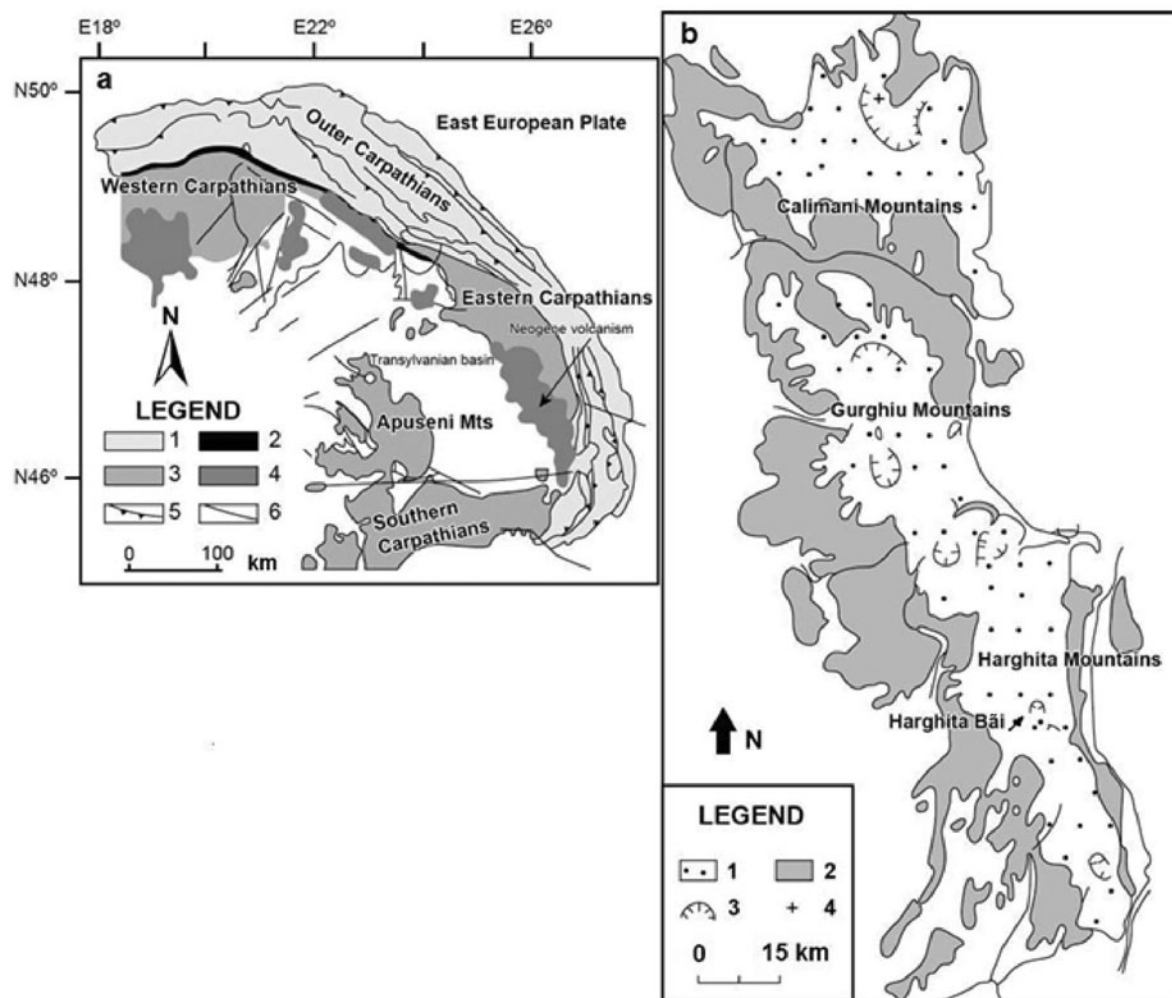 E18º E22º E26º
a
N50º
N48º
N46º
East European Plate
Outer Carpathians
Western Carpathians
Eastern Carpathians
Neogene volcanism
Transylvanian basin
Apuseni Mts
Southern
Carpathians
N
LEGEND
1 2
3 4
5 6
0 100
km
b
Calimani Mountains
Gurghiu Mountains
Harghita Mountains
Harghita Băi
N
LEGEND
1 2
3 4
0 15 km